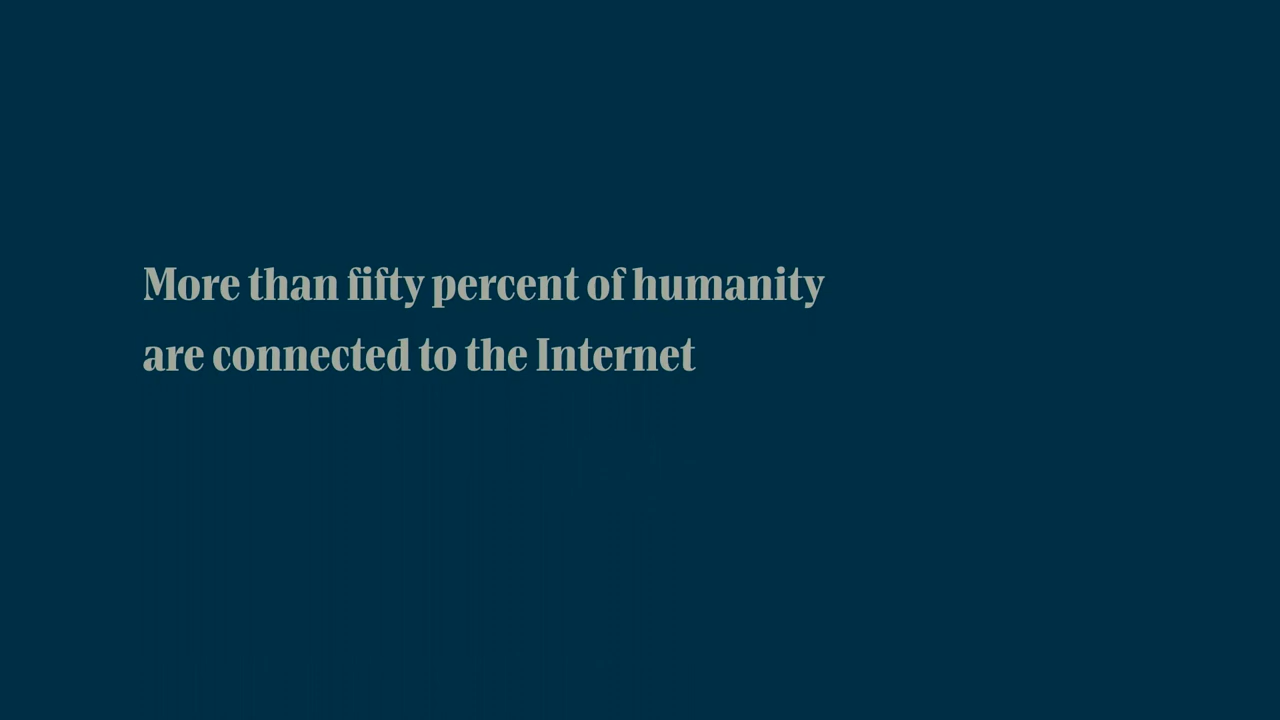 More than fifty percent of humanity
are connected to the Internet